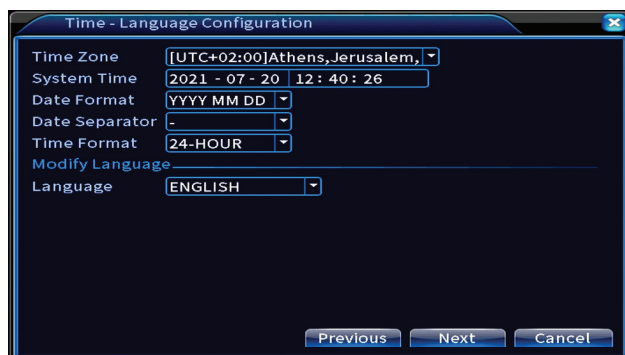 Time - Language Configuration
Time Zone [UTC+02:00]Athens,Jerusalem,
System Time 2021 - 07 - 20 12 : 40 : 26
Date Format YYYY MM DD
Date Separator -
Time Format 24-HOUR
Modify Language
Language ENGLISH
Previous Next Cancel